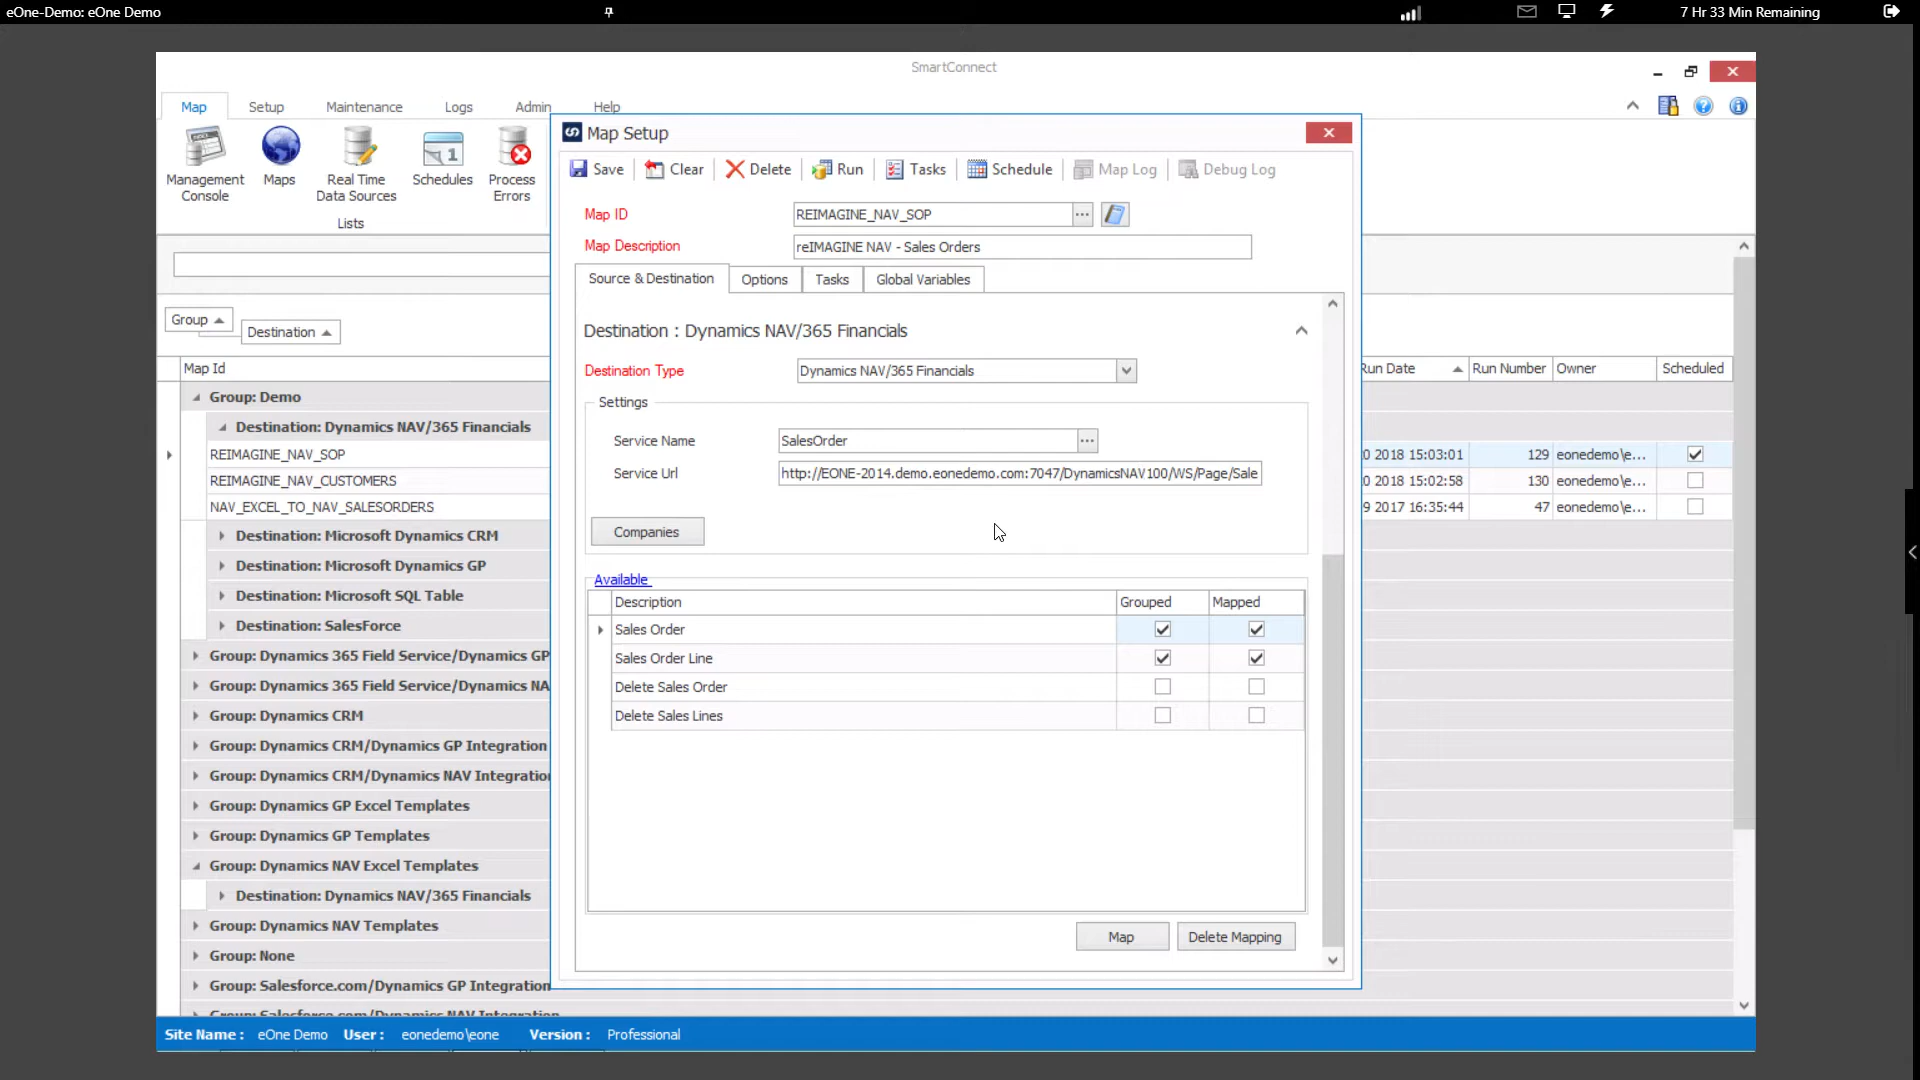 eOne-Demo: eOne Demo
7 Hr 33 Min Remaining
SmartConnect
Map Setup Maintenance Logs Admin Help
Management Console
Maps
Real Time Data Sources
Schedules
Process Errors
Lists
Group
Destination
Map Id
Group: Demo
Destination: Dynamics NAV/365 Financials
REIMAGINE_NAV_SOP
REIMAGINE_NAV_CUSTOMERS
NAV_EXCEL_TO_NAV_SALESORDERS
Destination: Microsoft Dynamics CRM
Destination: Microsoft Dynamics GP
Destination: Microsoft SQL Table
Destination: SalesForce
Group: Dynamics 365 Field Service/Dynamics GP
Group: Dynamics 365 Field Service/Dynamics NA
Group: Dynamics CRM
Group: Dynamics CRM/Dynamics GP Integration
Group: Dynamics CRM/Dynamics NAV Integration
Group: Dynamics GP Excel Templates
Group: Dynamics GP Templates
Group: Dynamics NAV Excel Templates
Destination: Dynamics NAV/365 Financials
Group: Dynamics NAV Templates
Group: None
Group: Salesforce.com/Dynamics GP Integration
Group: Salesforce.com/Dynamics NAV Integration
Map Setup
Save Clear Delete Run Tasks Schedule Map Log Debug Log
Map ID REIMAGINE_NAV_SOP
Map Description reIMAGINE NAV - Sales Orders
Source & Destination Options Tasks Global Variables
Destination : Dynamics NAV/365 Financials
Destination Type Dynamics NAV/365 Financials
Settings
Service Name SalesOrder
Service Url http://EONE-2014.demo.eonedemo.com:7047/DynamicsNAV100/WS/Page/Sale
Companies
Available
Description Grouped Mapped
Sales Order
Sales Order Line
Delete Sales Order
Delete Sales Lines
Map Delete Mapping
Run Date Run Number Owner Scheduled
0 2018 15:03:01 129 eonedemo\e...
0 2018 15:02:58 130 eonedemo\e...
9 2017 16:35:44 47 eonedemo\e...
Site Name : eOne Demo User : eonedemo\eone Version : Professional